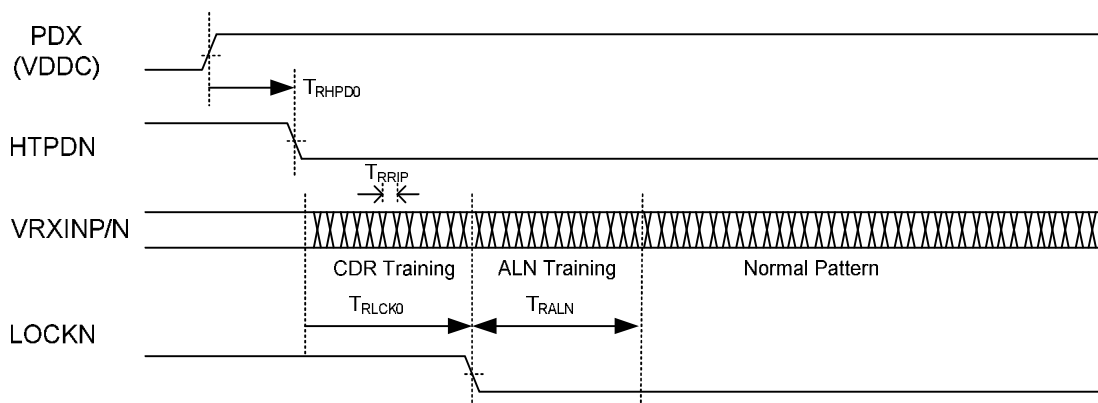 PDX
(VDDC)
TRHPD0
HTPDN
TRRIP
VRXINP/N
CDR Training
ALN Training
Normal Pattern
TRLCK0
TRALN
LOCKN